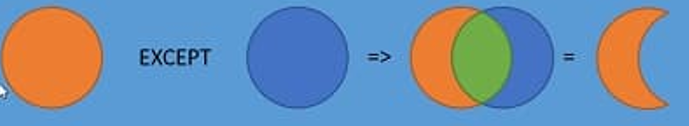 EXCEPT => =